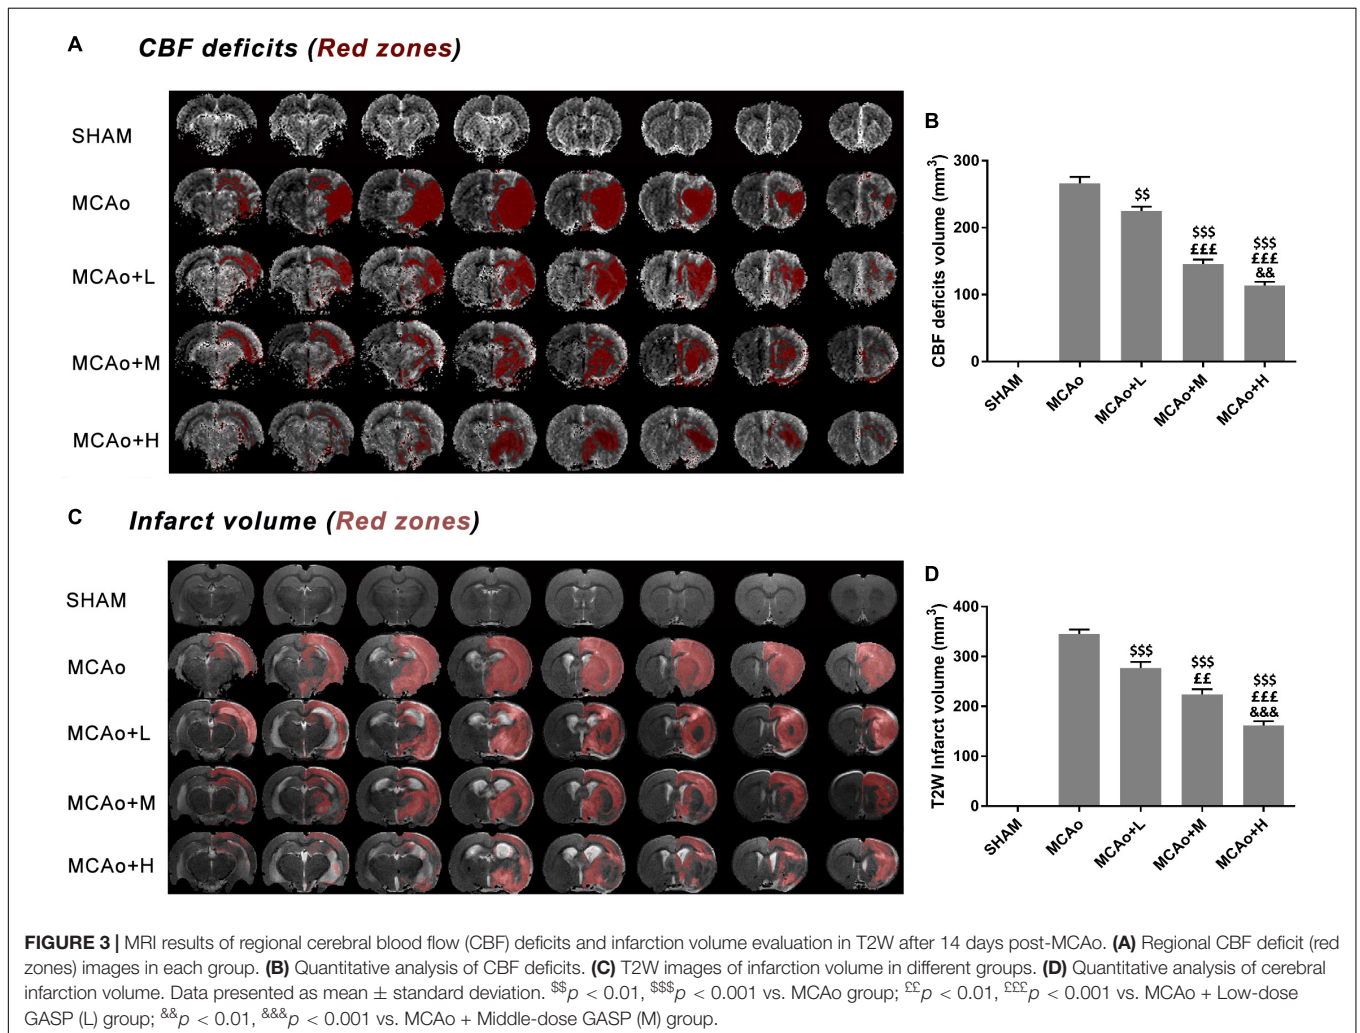 A CBF deficits (Red zones)
SHAM
MCAo
MCAo+L
MCAo+M
MCAo+H
B
CBF deficits volume (mm³)
300
200
100
0
$$
$$$
£££
$$$
£££
&&
SHAM
MCAo
MCAo+L
MCAo+M
MCAo+H
C Infarct volume (Red zones)
SHAM
MCAo
MCAo+L
MCAo+M
MCAo+H
D
T2W Infarct volume (mm³)
400
300
200
100
0
$$$
$$$
££
$$$
£££
&&&
SHAM
MCAo
MCAo+L
MCAo+M
MCAo+H
FIGURE 3 | MRI results of regional cerebral blood flow (CBF) deficits and infarction volume evaluation in T2W after 14 days post-MCAo. (A) Regional CBF deficit (red
zones) images in each group. (B) Quantitative analysis of CBF deficits. (C) T2W images of infarction volume in different groups. (D) Quantitative analysis of cerebral
infarction volume. Data presented as mean ± standard deviation. $$p < 0.01, $$$p < 0.001 vs. MCAo group; ££p < 0.01, £££p < 0.001 vs. MCAo + Low-dose
GASP (L) group; &&p < 0.01, &&&p < 0.001 vs. MCAo + Middle-dose GASP (M) group.